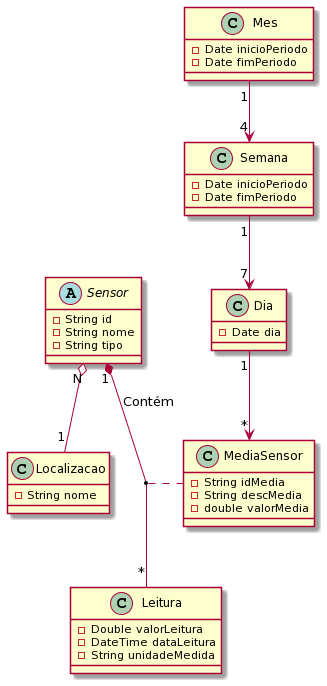 C Mes
Date inicioPeriodo
Date fimPeriodo
1
4
C Semana
Date inicioPeriodo
Date fimPeriodo
1
7
A Sensor
String id
String nome
String tipo
C Dia
Date dia
N
1
1
Contém
1
*
C Localizacao
String nome
C MediaSensor
String idMedia
String descMedia
double valorMedia
*
C Leitura
Double valorLeitura
DateTime dataLeitura
String unidadeMedida